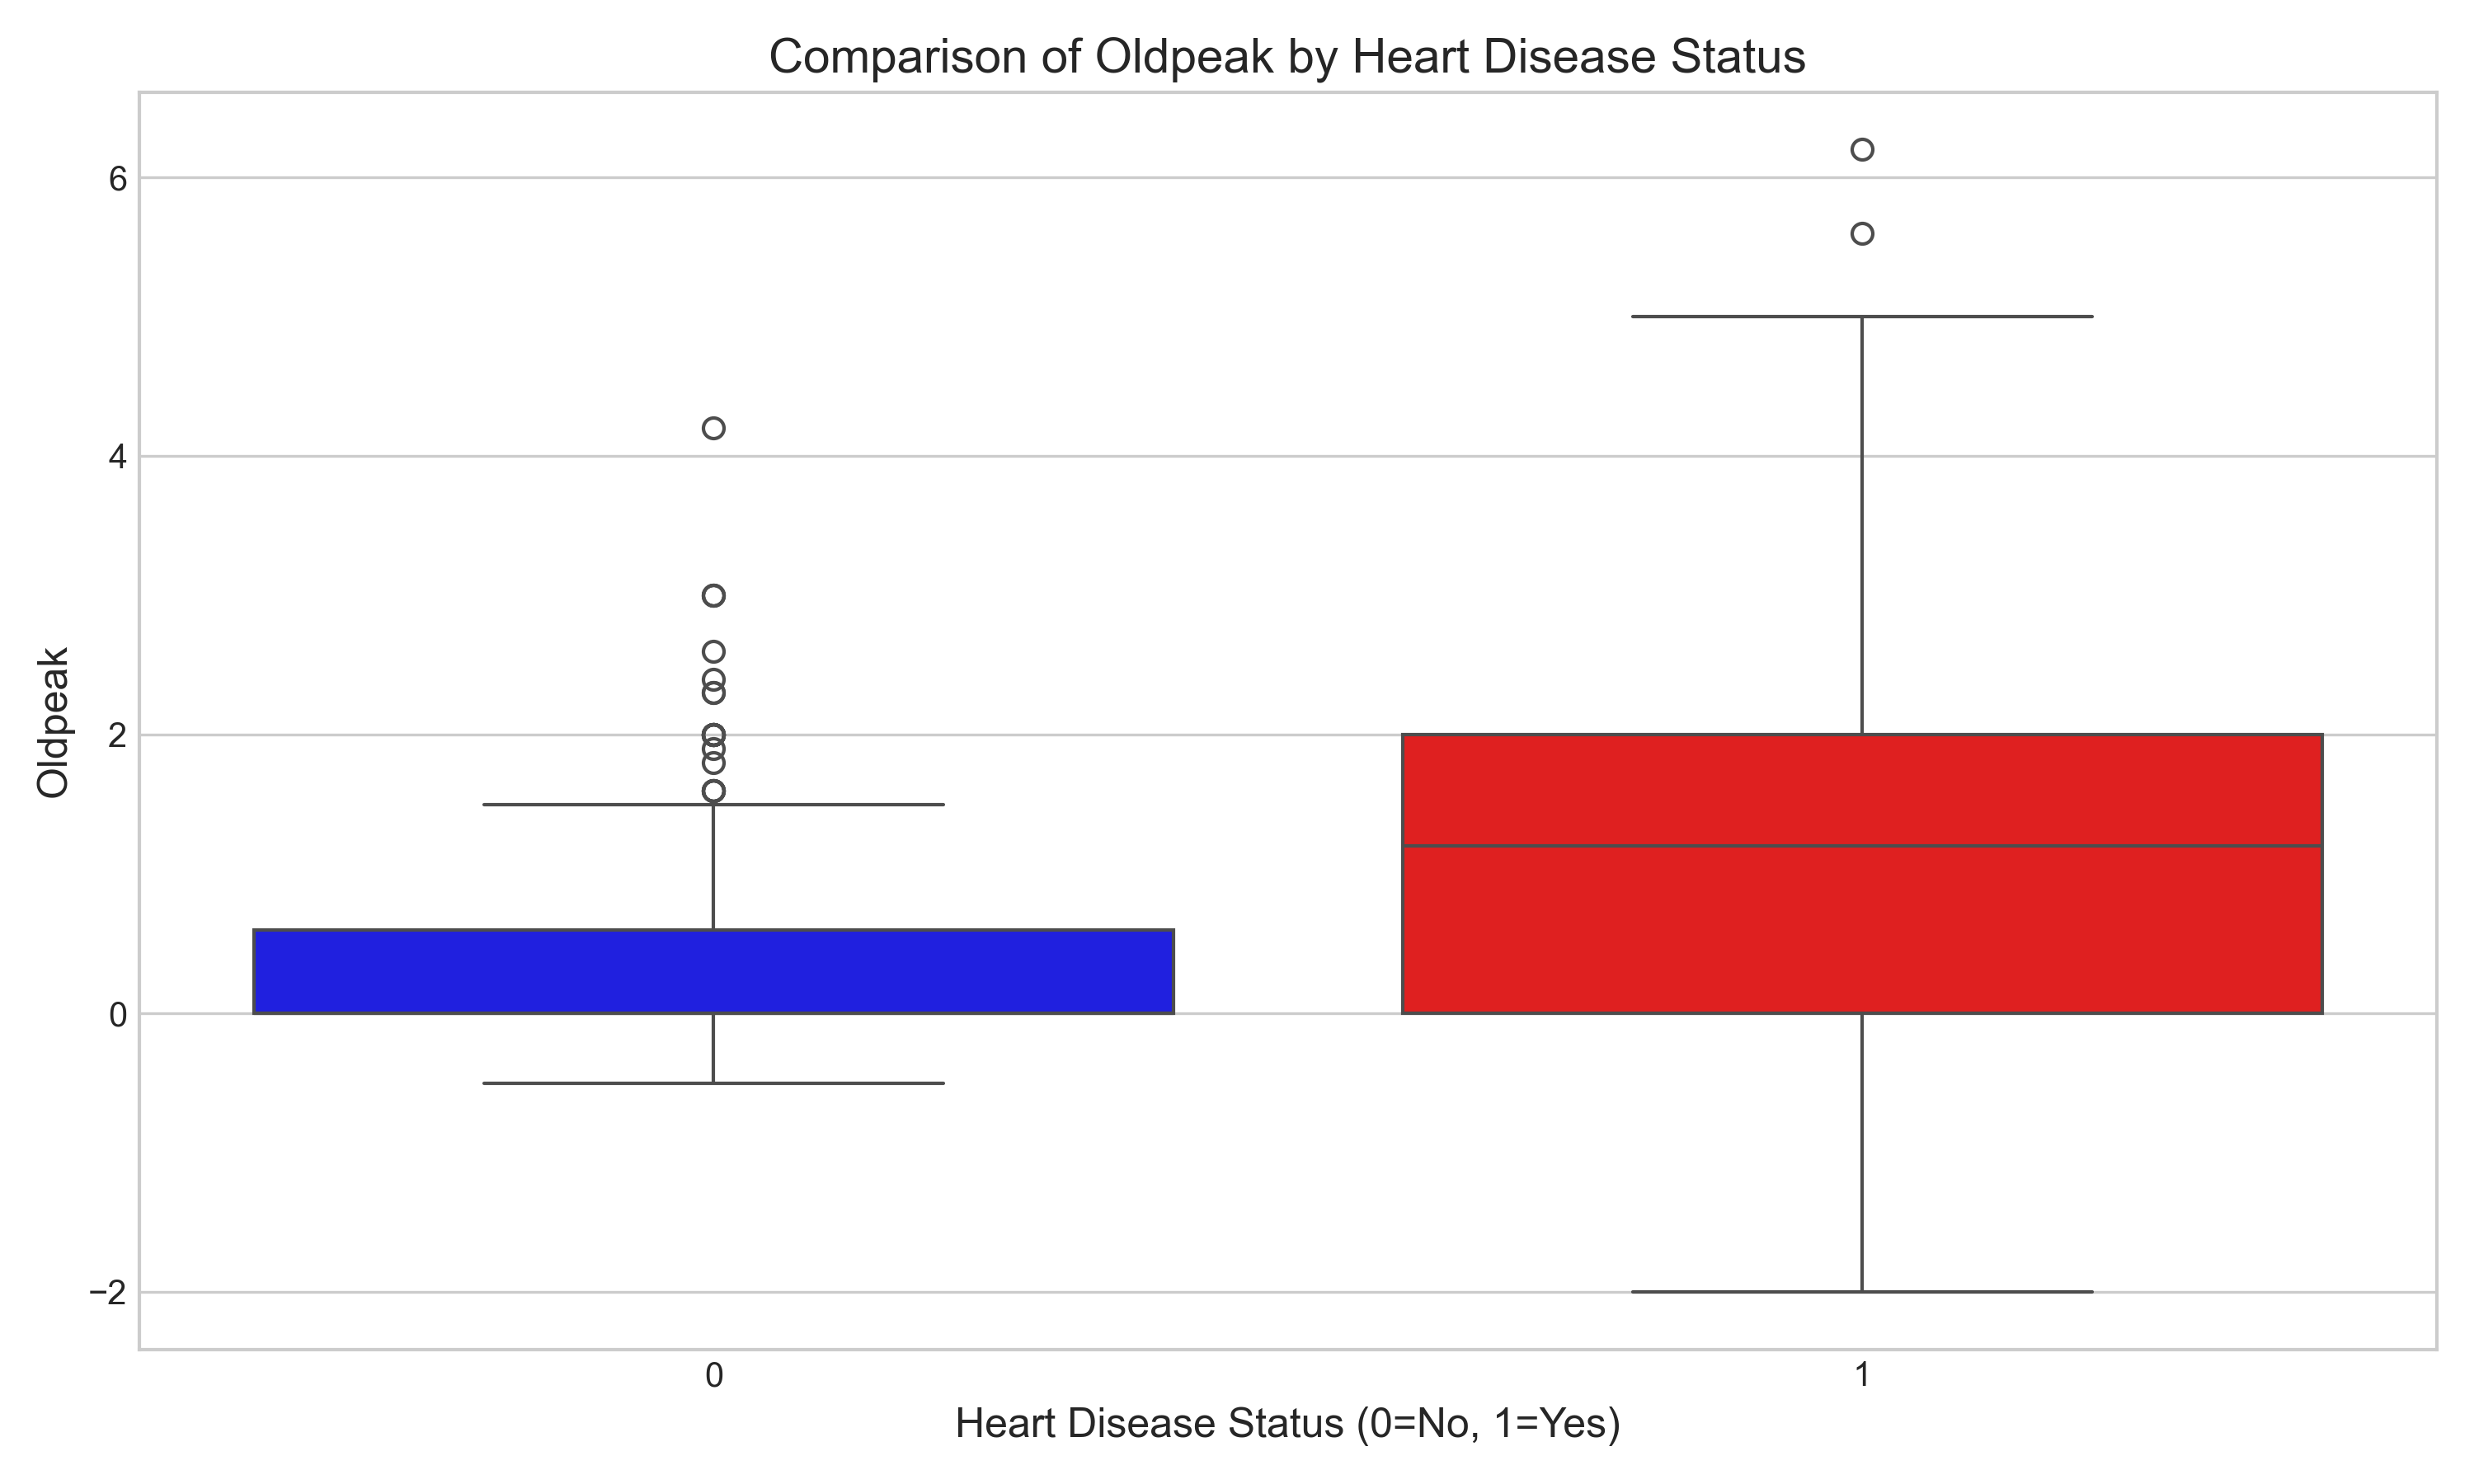 Comparison of Oldpeak by Heart Disease Status
Oldpeak
6
4
2
0
−2
0
1
Heart Disease Status (0=No, 1=Yes)